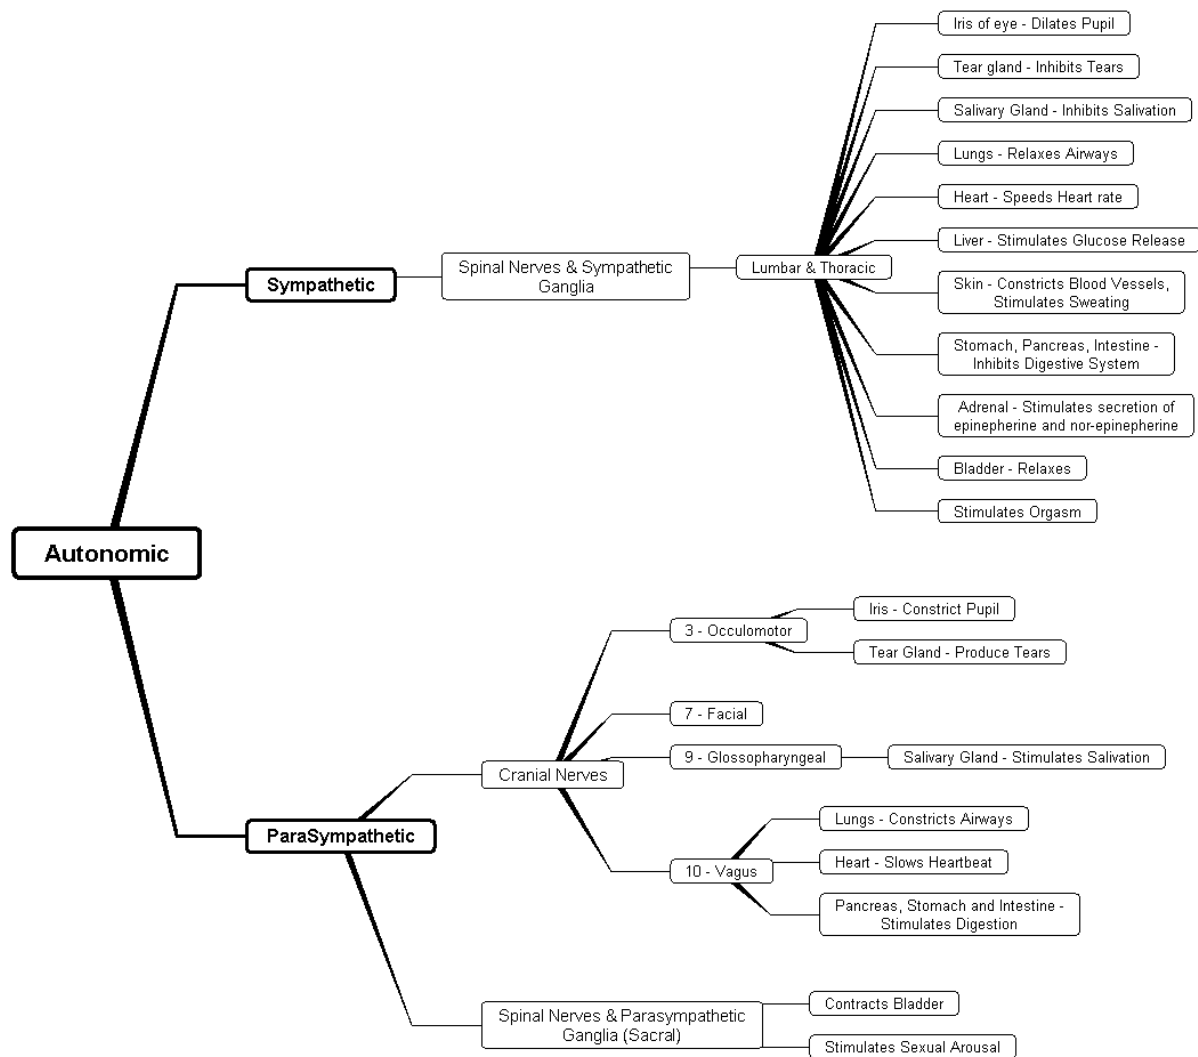 Iris of eye - Dilates Pupil
Tear gland - Inhibits Tears
Salivary Gland - Inhibits Salivation
Lungs - Relaxes Airways
Heart - Speeds Heart rate
Liver - Stimulates Glucose Release
Sympathetic
Spinal Nerves & Sympathetic
Ganglia
Lumbar & Thoracic
Skin - Constricts Blood Vessels,
Stimulates Sweating
Stomach, Pancreas, Intestine -
Inhibits Digestive System
Adrenal - Stimulates secretion of
epinepherine and nor-epinepherine
Bladder - Relaxes
Stimulates Orgasm
Autonomic
3 - Occulomotor
Iris - Constrict Pupil
Tear Gland - Produce Tears
7 - Facial
Cranial Nerves
9 - Glossopharyngeal
Salivary Gland - Stimulates Salivation
ParaSympathetic
10 - Vagus
Lungs - Constricts Airways
Heart - Slows Heartbeat
Pancreas, Stomach and Intestine -
Stimulates Digestion
Spinal Nerves & Parasympathetic
Ganglia (Sacral)
Contracts Bladder
Stimulates Sexual Arousal